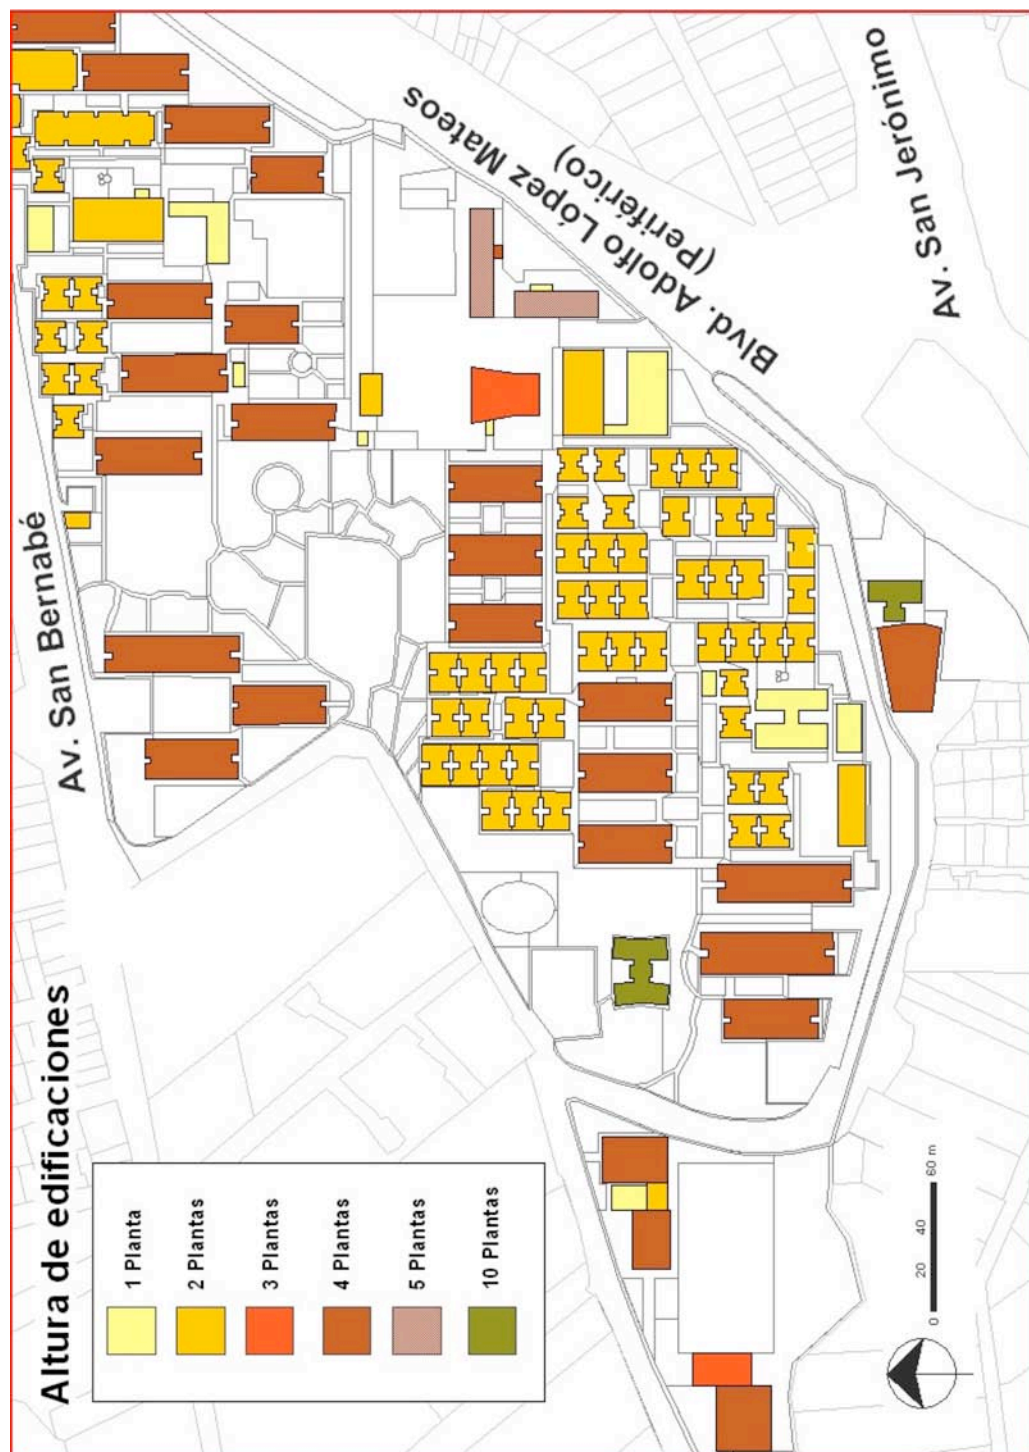 Altura de edificaciones
1 Planta
2 Plantas
3 Plantas
4 Plantas
5 Plantas
10 Plantas
Av. San Bernabé
Blvd. Adolfo López Mateos
(Periférico)
Av. San Jerónimo
0 20 40 60 m